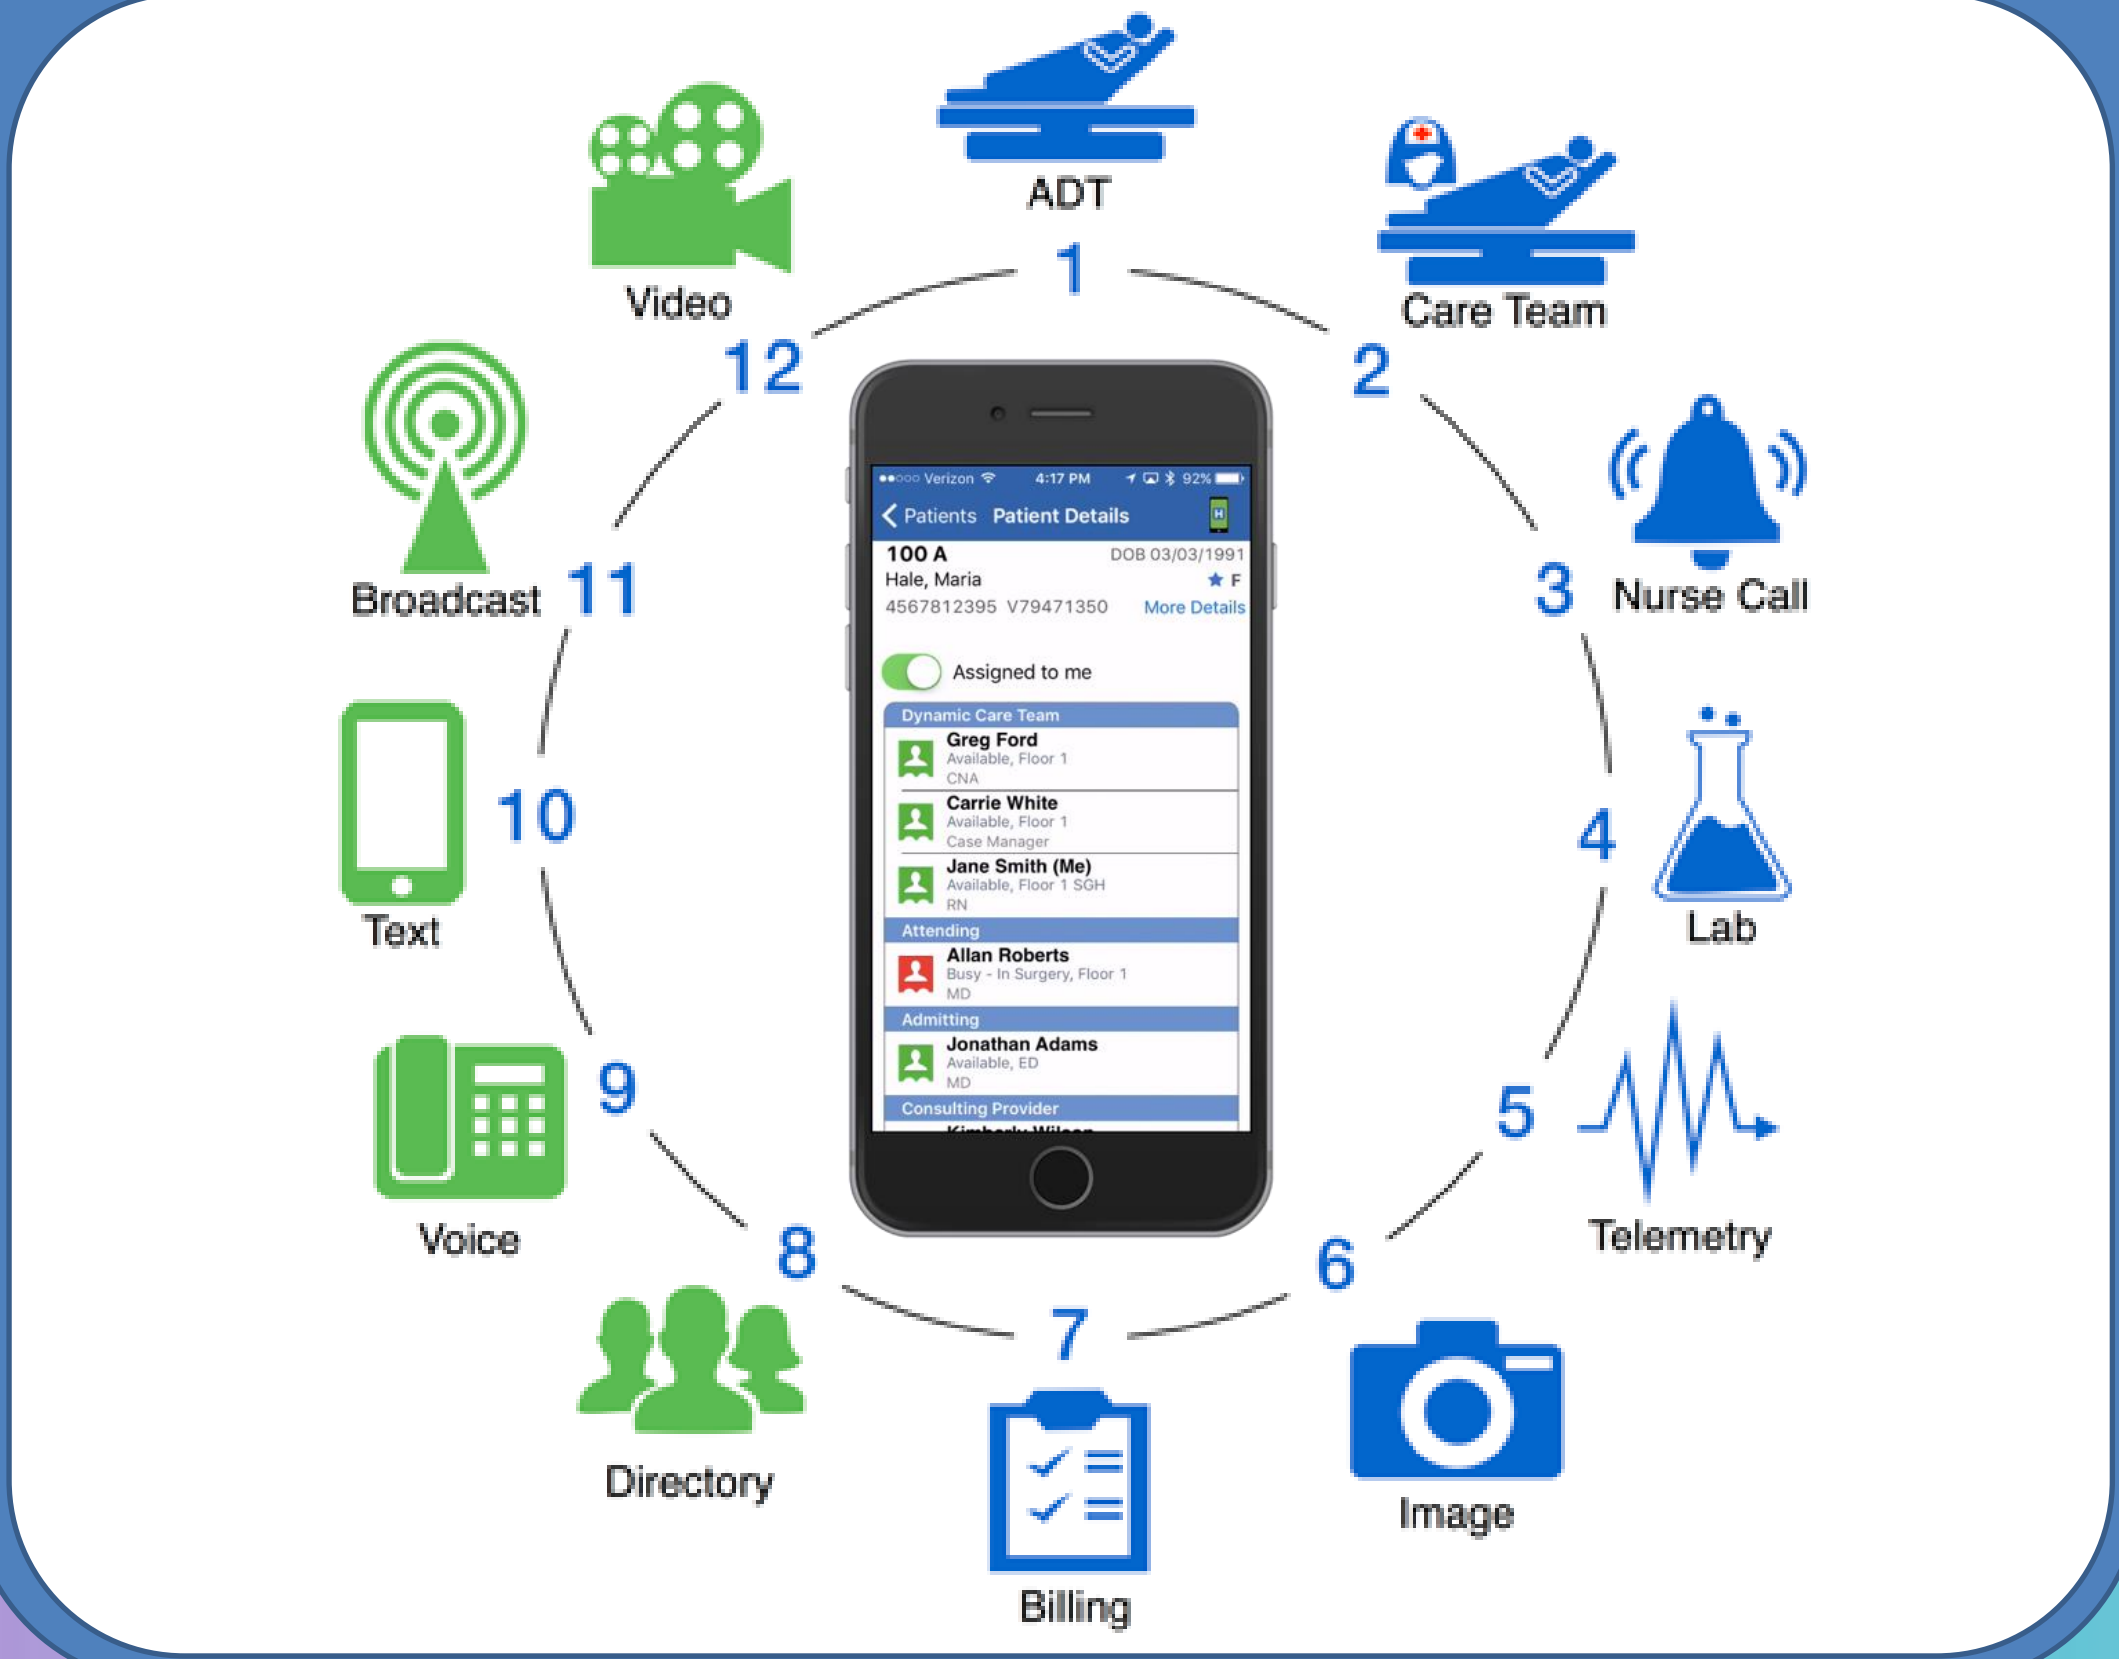 ADT
1
Care Team
2
Nurse Call
3
Lab
4
Telemetry
5
Image
6
Billing
7
Directory
8
Voice
9
Text
10
Broadcast
11
Video
12
Verizon 4:17 PM 92%
Patients Patient Details
H
100 A DOB 03/03/1991
Hale, Maria F
4567812395 V79471350 More Details
Assigned to me
Dynamic Care Team
Greg Ford
Available, Floor 1
CNA
Carrie White
Available, Floor 1
Case Manager
Jane Smith (Me)
Available, Floor 1 SGH
RN
Attending
Allan Roberts
Busy - In Surgery, Floor 1
MD
Admitting
Jonathan Adams
Available, ED
MD
Consulting Provider